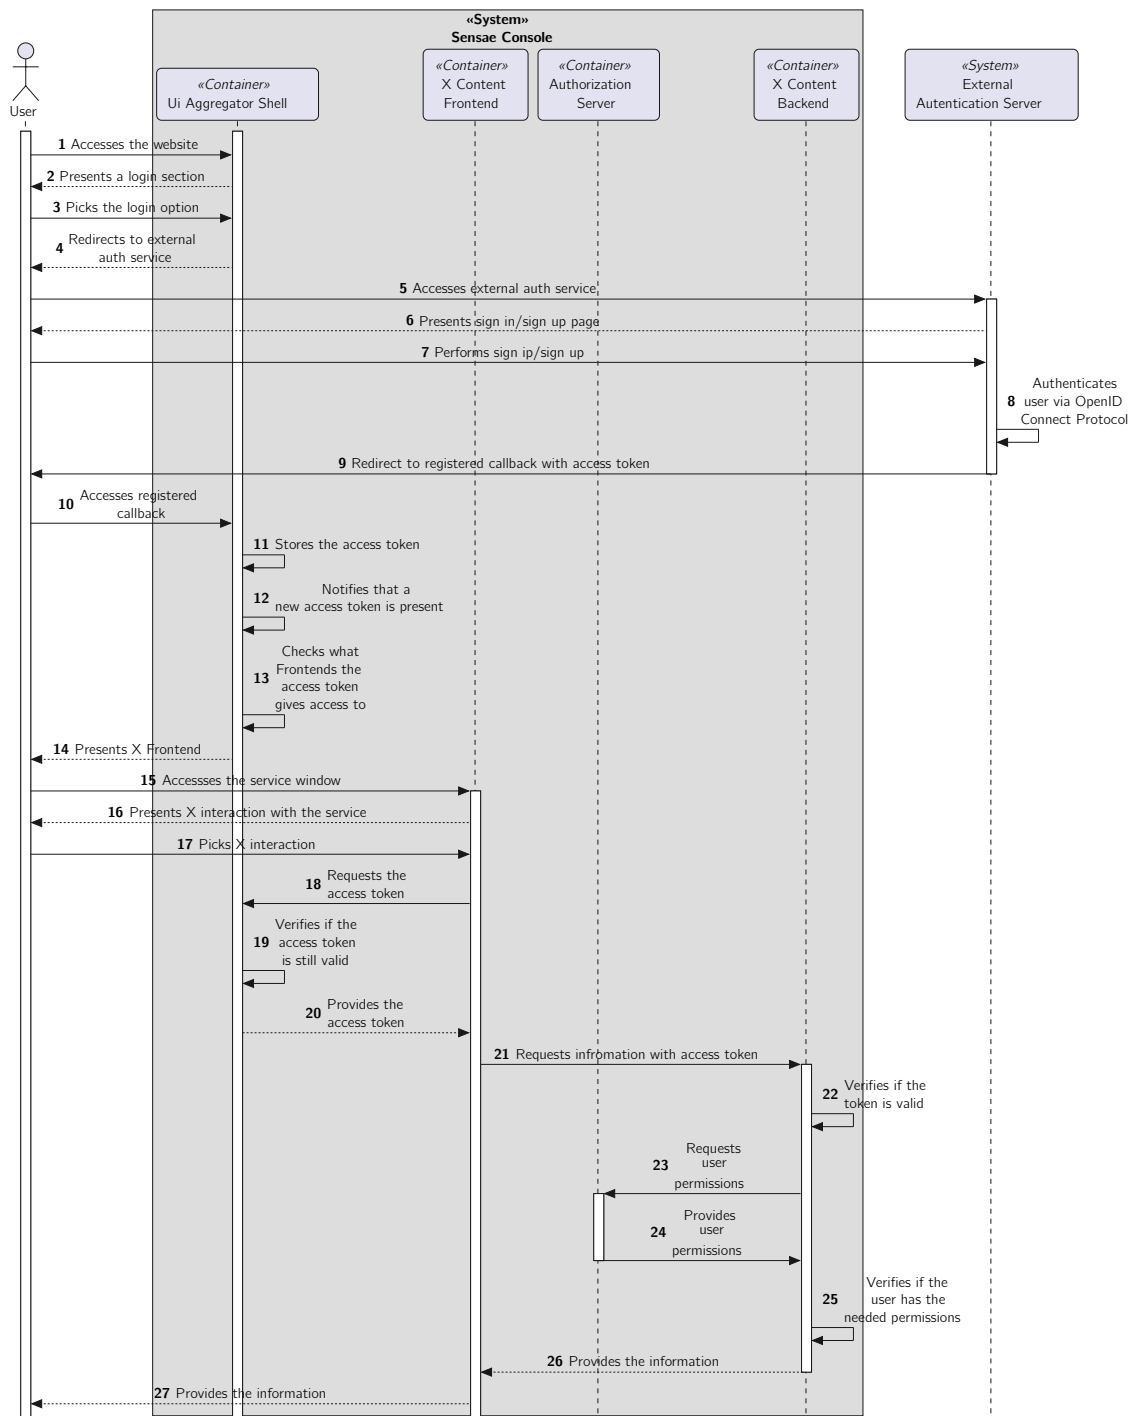 «System»
Sensae Console
«Container»
X Content
Frontend
«Container»
Authorization
Server
«Container»
X Content
Backend
«System»
External
Autentication Server
«Container»
Ui Aggregator Shell
User
1 Accesses the website
2 Presents a login section
3 Picks the login option
4 Redirects to external
auth service
5 Accesses external auth service
6 Presents sign in/sign up page
7 Performs sign ip/sign up
8 Authenticates
user via OpenID
Connect Protocol
9 Redirect to registered callback with access token
10 Accesses registered
callback
11 Stores the access token
12 Notifies that a
new access token is present
13 Checks what
Frontends the
access token
gives access to
14 Presents X Frontend
15 Accessses the service window
16 Presents X interaction with the service
17 Picks X interaction
18 Requests the
access token
19 Verifies if the
access token
is still valid
20 Provides the
access token
21 Requests infromation with access token
22 Verifies if the
token is valid
23 Requests
user
permissions
24 Provides
user
permissions
25 Verifies if the
user has the
needed permissions
26 Provides the information
27 Provides the information